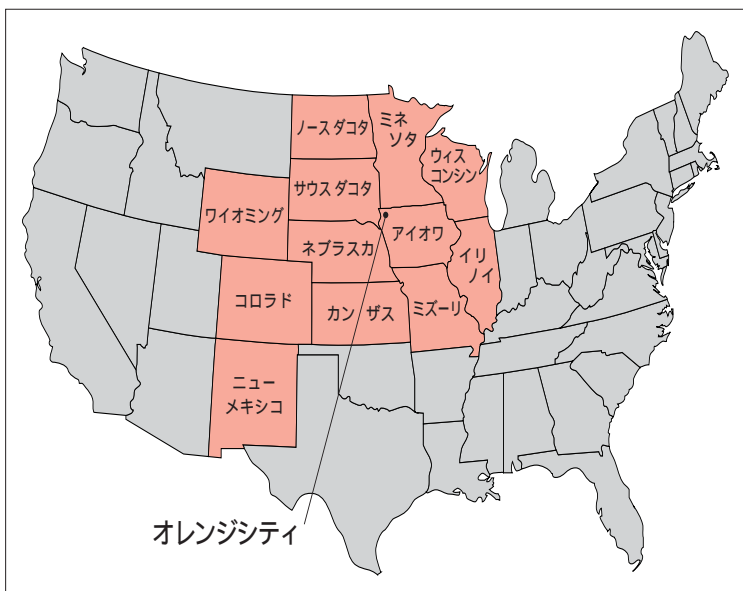 ノース ダコタ
ミネ
ソタ
ウィス
コンシン
サウス ダコタ
ワイオミング
アイオワ
ネブラスカ
イリ
ノイ
コロラド
カン ザス
ミズーリ
ニュー
メキシコ
オレンジシティ